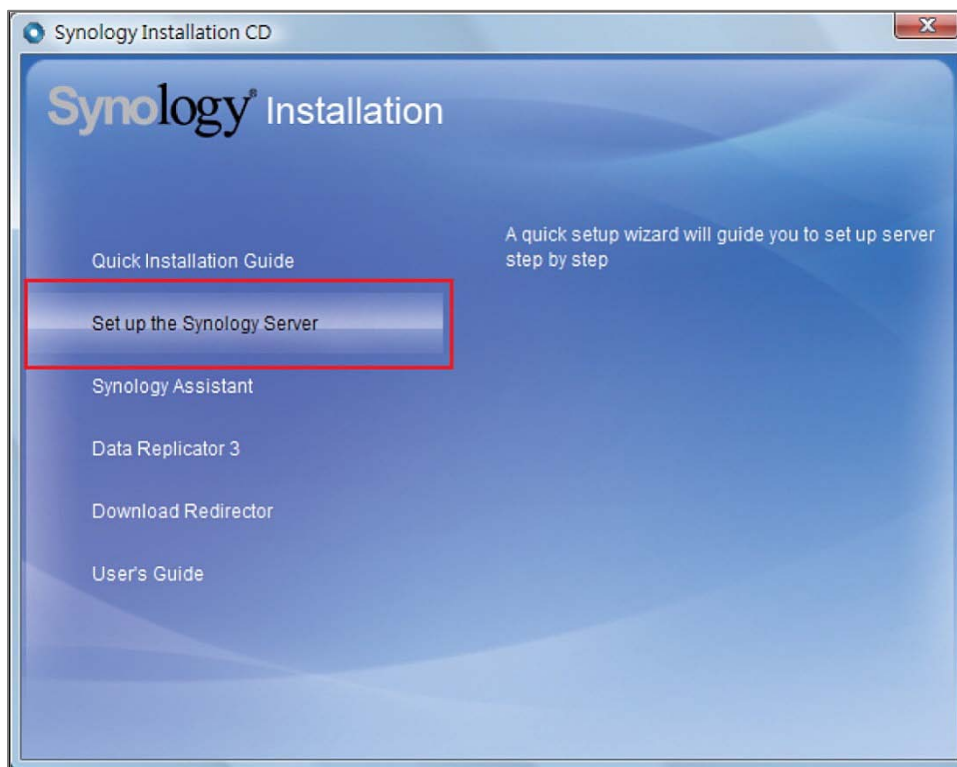 Synology Installation CD
Synology® Installation
Quick Installation Guide
Set up the Synology Server
Synology Assistant
Data Replicator 3
Download Redirector
User's Guide
A quick setup wizard will guide you to set up server
step by step